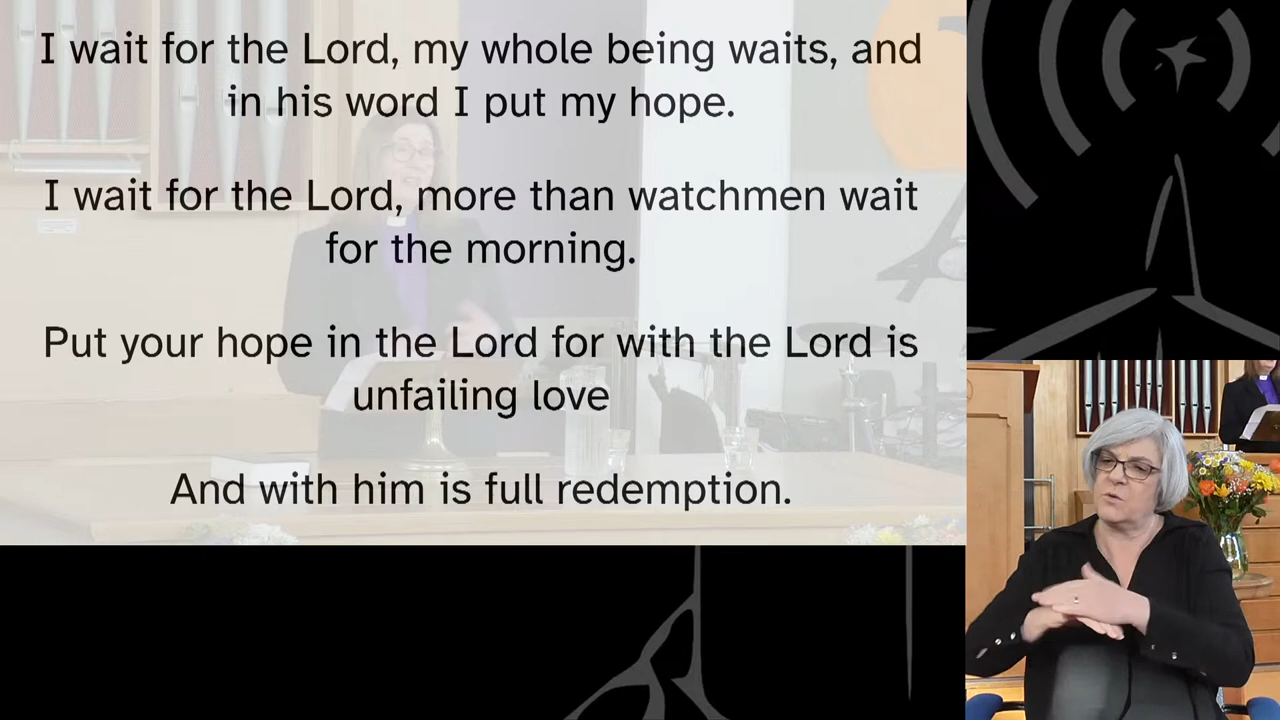 I wait for the Lord, my whole being waits, and
in his word I put my hope.
I wait for the Lord, more than watchmen wait
for the morning.
Put your hope in the Lord for with the Lord is
unfailing love
And with him is full redemption.